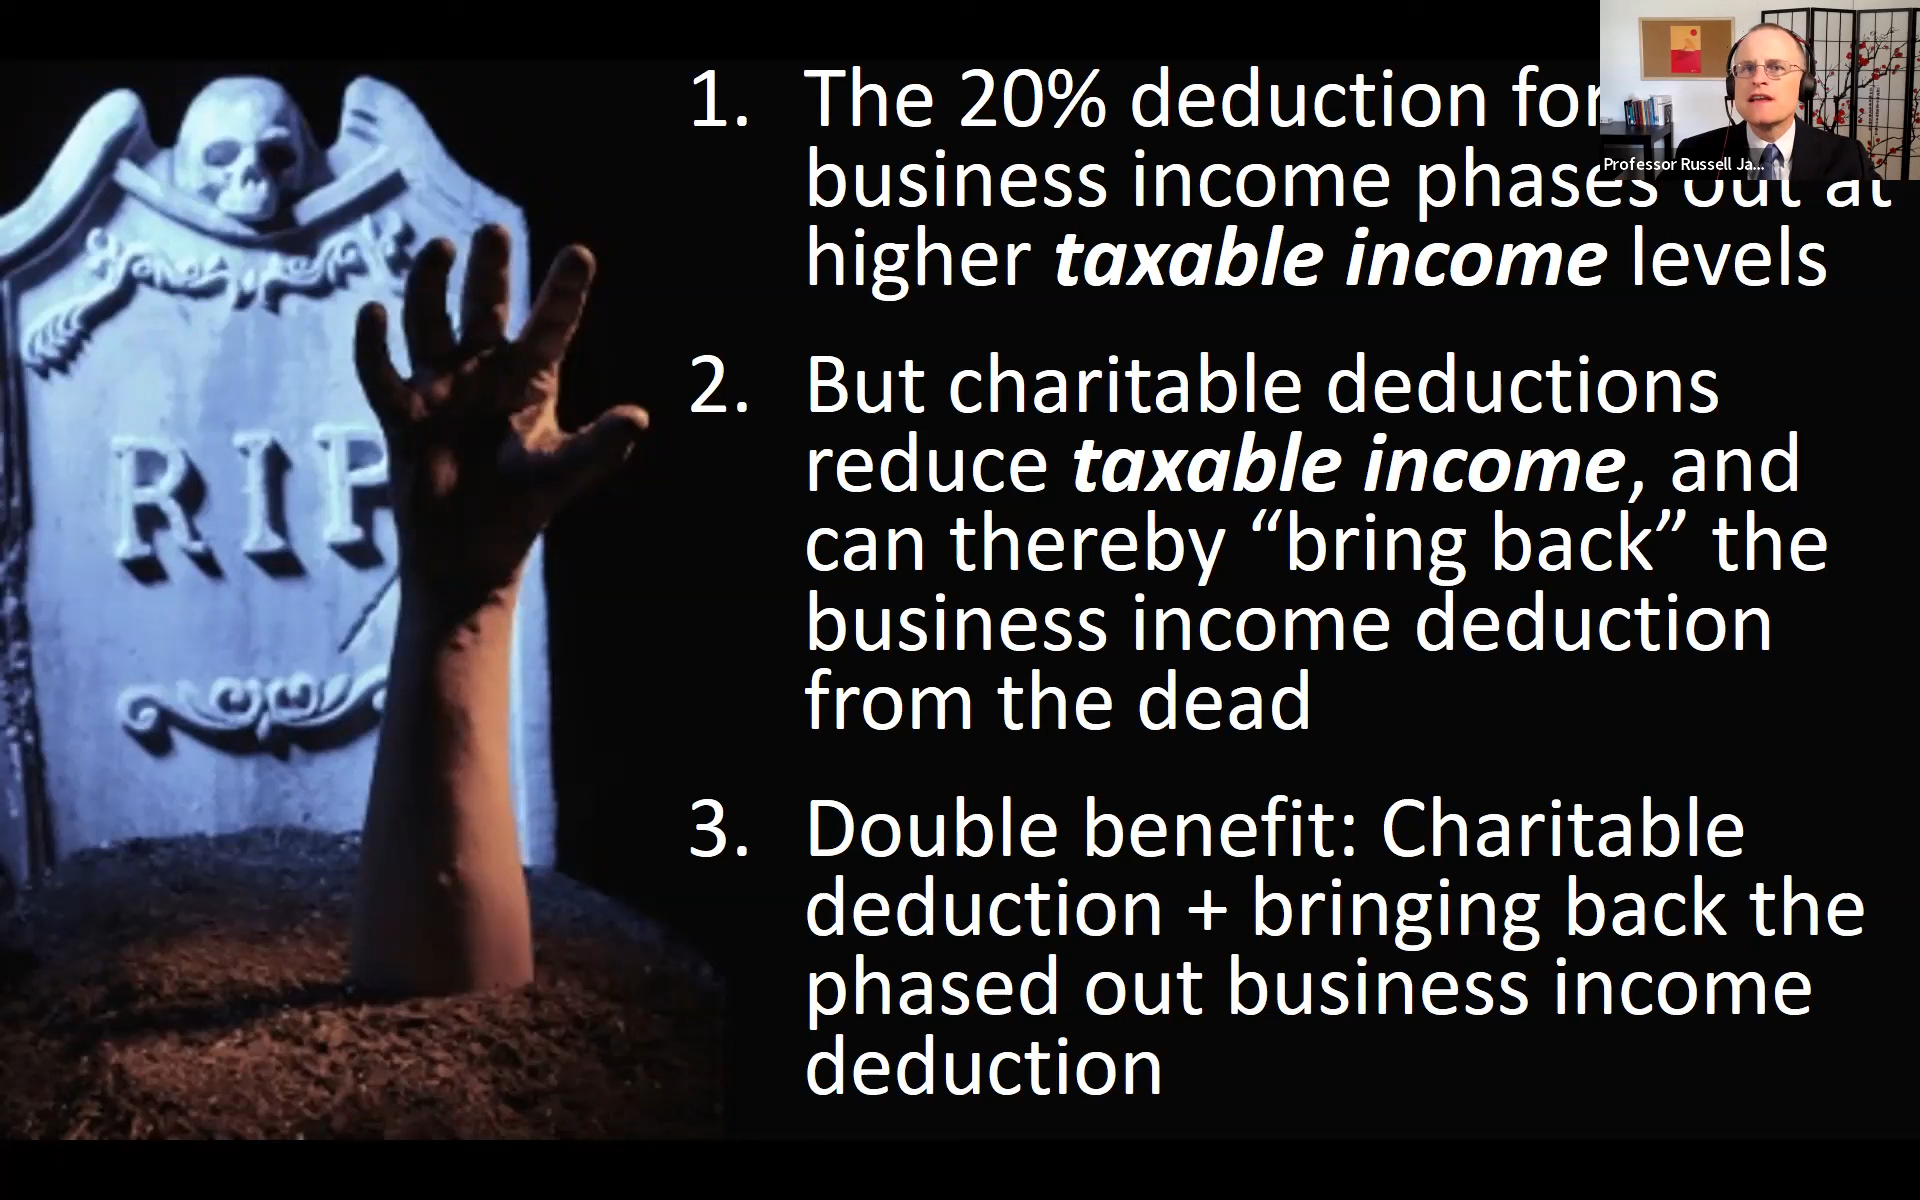 1. The 20% deduction for
Professor Russell Ja...
business income phases out at
higher taxable income levels
2. But charitable deductions
reduce taxable income, and
can thereby “bring back” the
business income deduction
from the dead
3. Double benefit: Charitable
deduction + bringing back the
phased out business income
deduction
RIP